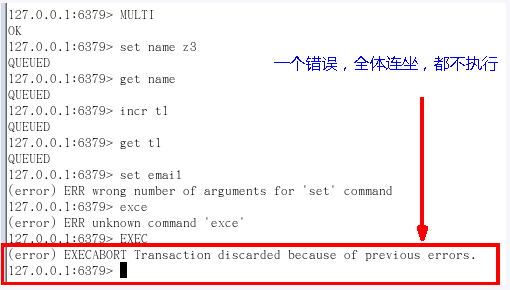 127.0.0.1:6379> MULTI
OK
127.0.0.1:6379> set name z3
QUEUED
一个错误，全体连坐，都不执行
127.0.0.1:6379> get name
QUEUED
127.0.0.1:6379> incr t1
QUEUED
127.0.0.1:6379> get t1
QUEUED
127.0.0.1:6379> set email
(error) ERR wrong number of arguments for 'set' command
127.0.0.1:6379> exce
(error) ERR unknown command 'exce'
127.0.0.1:6379> EXEC
(error) EXECABORT Transaction discarded because of previous errors.
127.0.0.1:6379>